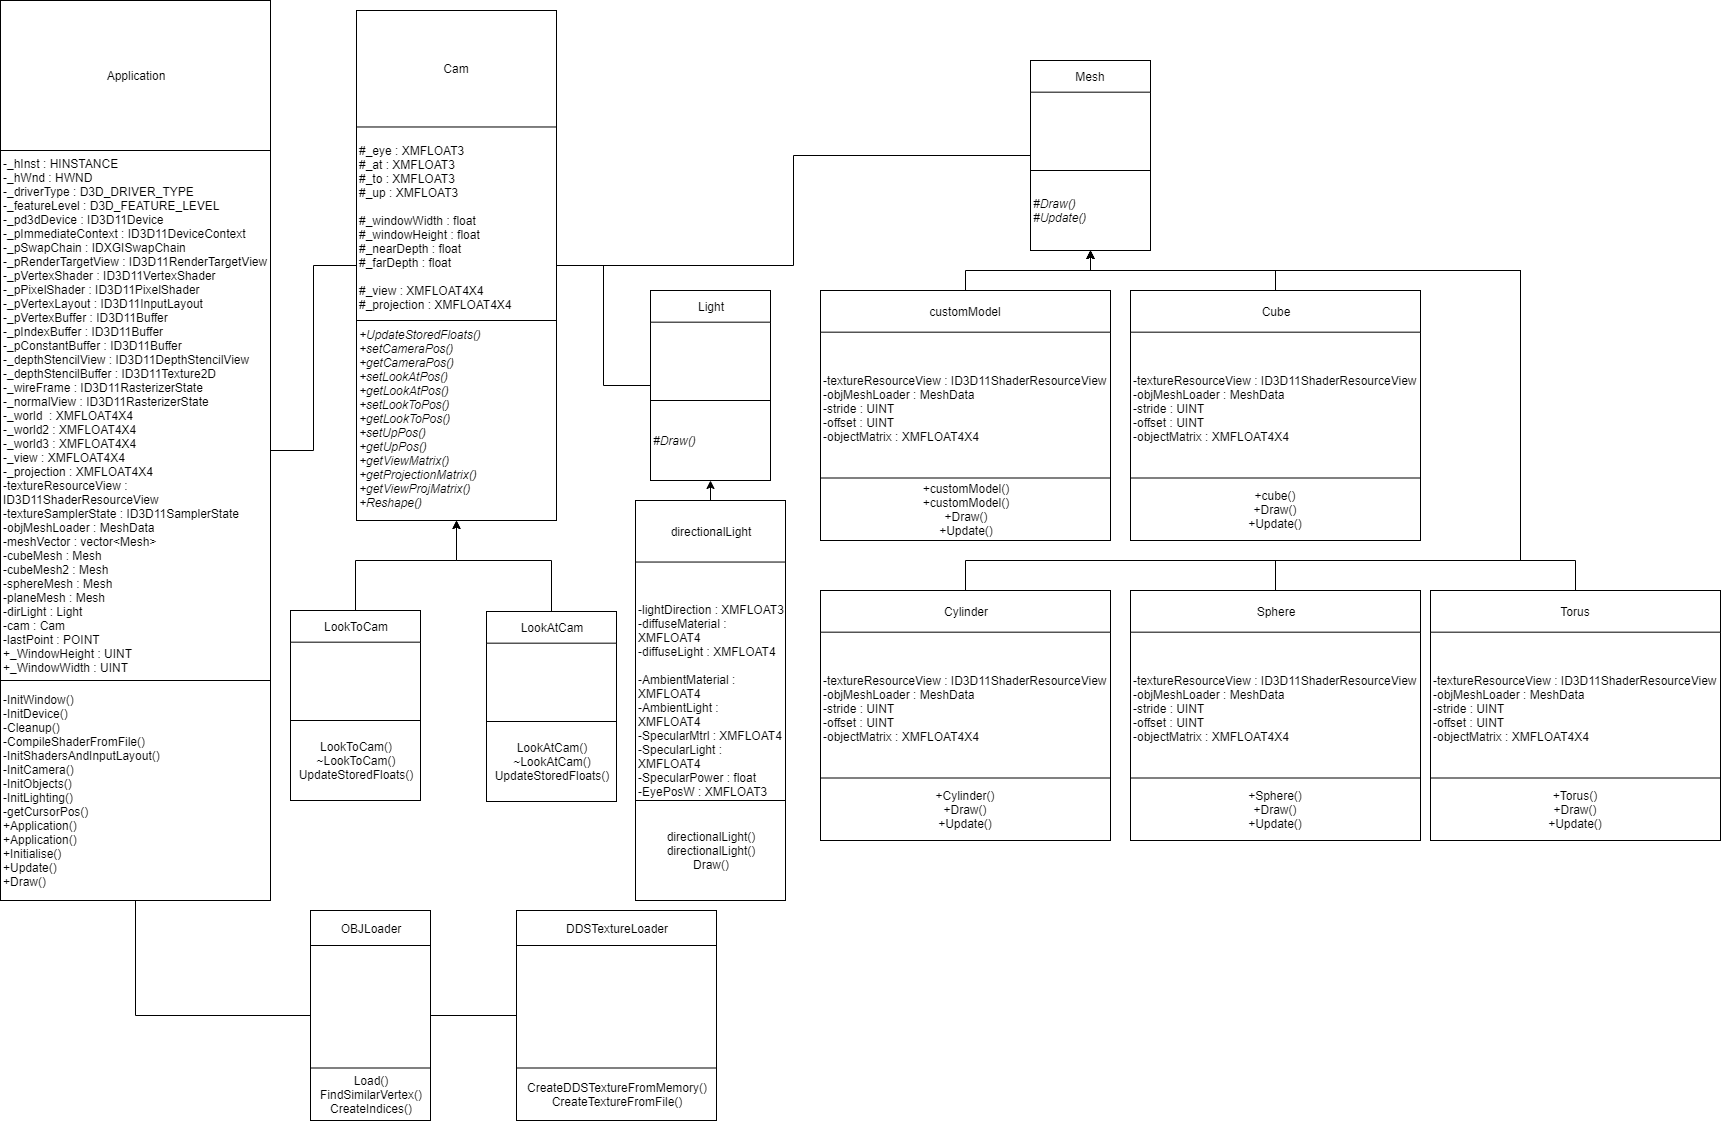 Application
-_hInst : HINSTANCE
-_hWnd : HWND
-_driverType : D3D_DRIVER_TYPE
-_featureLevel : D3D_FEATURE_LEVEL
-_pd3dDevice : ID3D11Device
-_pImmediateContext : ID3D11DeviceContext
-_pSwapChain : IDXGISwapChain
-_pRenderTargetView : ID3D11RenderTargetView
-_pVertexShader : ID3D11VertexShader
-_pPixelShader : ID3D11PixelShader
-_pVertexLayout : ID3D11InputLayout
-_pVertexBuffer : ID3D11Buffer
-_pIndexBuffer : ID3D11Buffer
-_pConstantBuffer : ID3D11Buffer
-_depthStencilView : ID3D11DepthStencilView
-_depthStencilBuffer : ID3D11Texture2D
-_wireFrame : ID3D11RasterizerState
-_normalView : ID3D11RasterizerState
-_world  : XMFLOAT4X4
-_world2 : XMFLOAT4X4
-_world3 : XMFLOAT4X4
-_view : XMFLOAT4X4
-_projection : XMFLOAT4X4
-textureResourceView :
ID3D11ShaderResourceView
-textureSamplerState : ID3D11SamplerState
-objMeshLoader : MeshData
-meshVector : vector<Mesh>
-cubeMesh : Mesh
-cubeMesh2 : Mesh
-sphereMesh : Mesh
-planeMesh : Mesh
-dirLight : Light
-cam : Cam
-lastPoint : POINT
+_WindowHeight : UINT
+_WindowWidth : UINT
-InitWindow()
-InitDevice()
-Cleanup()
-CompileShaderFromFile()
-InitShadersAndInputLayout()
-InitCamera()
-InitObjects()
-InitLighting()
-getCursorPos()
+Application()
+Application()
+Initialise()
+Update()
+Draw()
Cam
#_eye : XMFLOAT3
#_at : XMFLOAT3
#_to : XMFLOAT3
#_up : XMFLOAT3
#_windowWidth : float
#_windowHeight : float
#_nearDepth : float
#_farDepth : float
#_view : XMFLOAT4X4
#_projection : XMFLOAT4X4
+UpdateStoredFloats()
+setCameraPos()
+getCameraPos()
+setLookAtPos()
+getLookAtPos()
+setLookToPos()
+getLookToPos()
+setUpPos()
+getUpPos()
+getViewMatrix()
+getProjectionMatrix()
+getViewProjMatrix()
+Reshape()
LookToCam
LookToCam()
~LookToCam()
UpdateStoredFloats()
LookAtCam
LookAtCam()
~LookAtCam()
UpdateStoredFloats()
Light
#Draw()
directionalLight
-lightDirection : XMFLOAT3
-diffuseMaterial :
XMFLOAT4
-diffuseLight : XMFLOAT4
-AmbientMaterial :
XMFLOAT4
-AmbientLight :
XMFLOAT4
-SpecularMtrl : XMFLOAT4
-SpecularLight :
XMFLOAT4
-SpecularPower : float
-EyePosW : XMFLOAT3
directionalLight()
directionalLight()
Draw()
Mesh
#Draw()
#Update()
customModel
-textureResourceView : ID3D11ShaderResourceView
-objMeshLoader : MeshData
-stride : UINT
-offset : UINT
-objectMatrix : XMFLOAT4X4
+customModel()
+customModel()
+Draw()
+Update()
Cube
-textureResourceView : ID3D11ShaderResourceView
-objMeshLoader : MeshData
-stride : UINT
-offset : UINT
-objectMatrix : XMFLOAT4X4
+cube()
+Draw()
+Update()
Cylinder
-textureResourceView : ID3D11ShaderResourceView
-objMeshLoader : MeshData
-stride : UINT
-offset : UINT
-objectMatrix : XMFLOAT4X4
+Cylinder()
+Draw()
+Update()
Sphere
-textureResourceView : ID3D11ShaderResourceView
-objMeshLoader : MeshData
-stride : UINT
-offset : UINT
-objectMatrix : XMFLOAT4X4
+Sphere()
+Draw()
+Update()
Torus
-textureResourceView : ID3D11ShaderResourceView
-objMeshLoader : MeshData
-stride : UINT
-offset : UINT
-objectMatrix : XMFLOAT4X4
+Torus()
+Draw()
+Update()
OBJLoader
Load()
FindSimilarVertex()
CreateIndices()
DDSTextureLoader
CreateDDSTextureFromMemory()
CreateTextureFromFile()